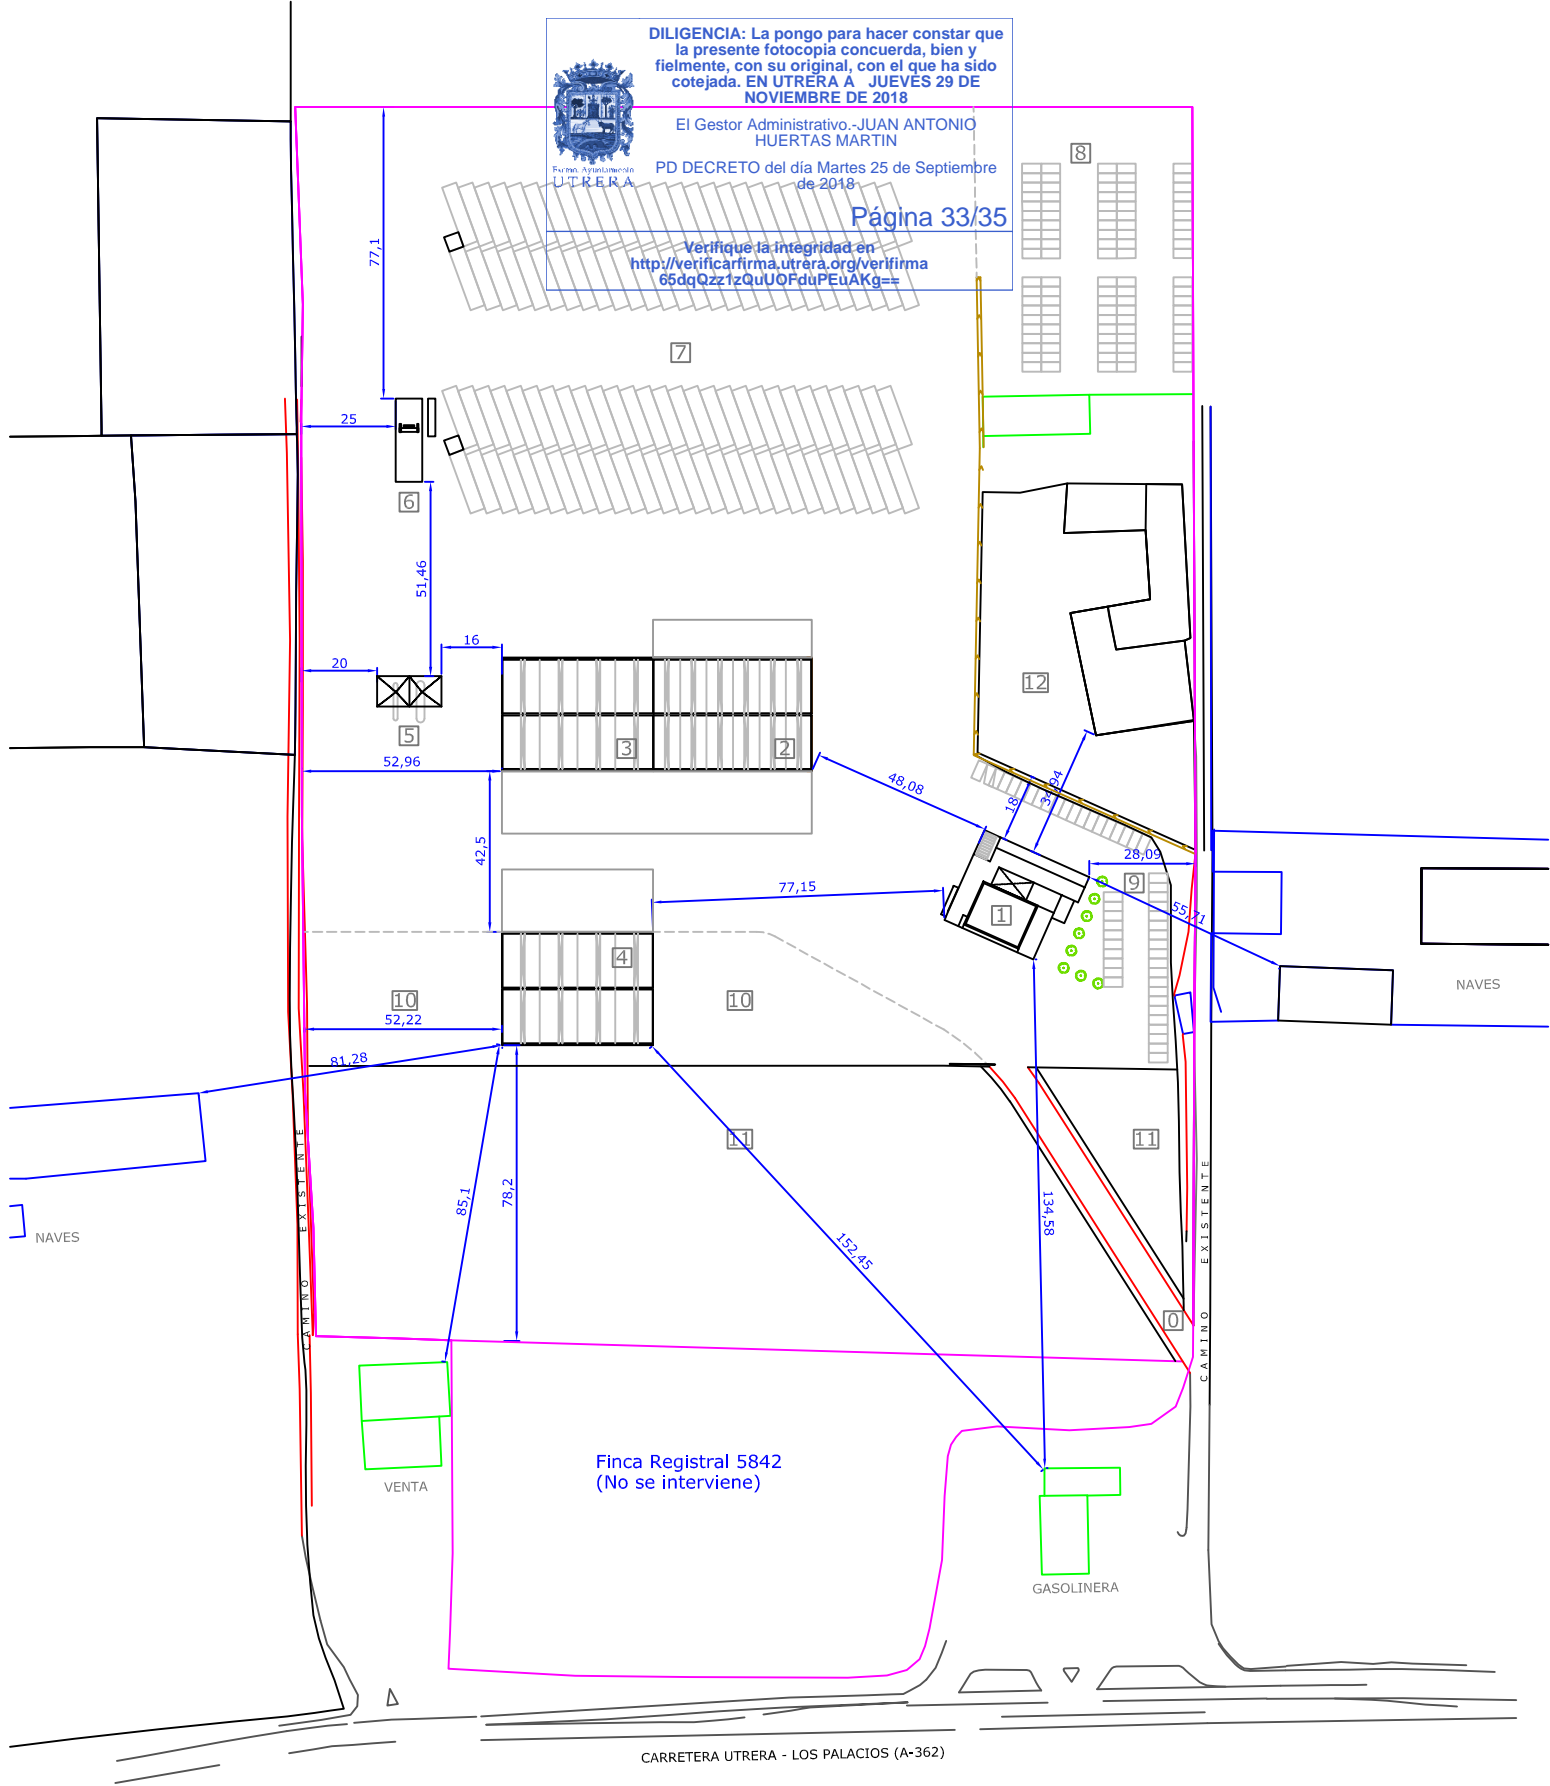 DILIGENCIA: La pongo para hacer constar que
la presente fotocopia concuerda, bien y
fielmente, con su original, con el que ha sido
cotejada. EN UTRERA A JUEVES 29 DE
NOVIEMBRE DE 2018
El Gestor Administrativo.-JUAN ANTONIO
HUERTAS MARTIN
PD DECRETO del día Martes 25 de Septiembre
de 2018
Excmo. Ayuntamiento
UTRERA
Página 33/35
Verifique la integridad en
http://verificarfirma.utrera.org/verifirma
65dqQzz1zQuUOFduPEuAKg==
8
77,1
7
25
6
51,46
16
20
5
12
3
2
52,96
48,08
34,94
18
42,5
28,09
9
77,15
55,71
1
4
10
10
NAVES
52,22
81,28
11
11
CAMINO EXISTENTE
CAMINO EXISTENTE
85,1
78,2
134,58
152,45
NAVES
0
Finca Registral 5842
(No se interviene)
VENTA
GASOLINERA
CARRETERA UTRERA - LOS PALACIOS (A-362)